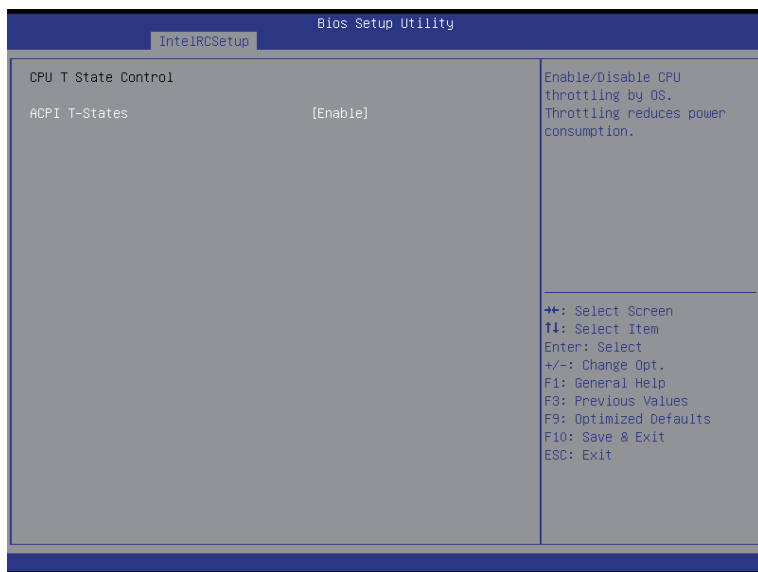 Bios Setup Utility
IntelRCSetup
CPU T State Control
ACPI T-States [Enable]
Enable/Disable CPU
throttling by OS.
Throttling reduces power
consumption.
→←: Select Screen
↑↓: Select Item
Enter: Select
+/-: Change Opt.
F1: General Help
F3: Previous Values
F9: Optimized Defaults
F10: Save & Exit
ESC: Exit